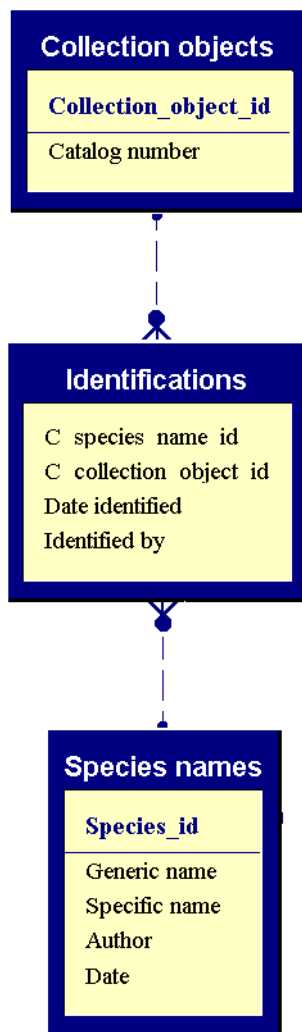 Collection objects
Collection_object_id
Catalog number
Identifications
C species name id
C collection object id
Date identified
Identified by
Species names
Species_id
Generic name
Specific name
Author
Date